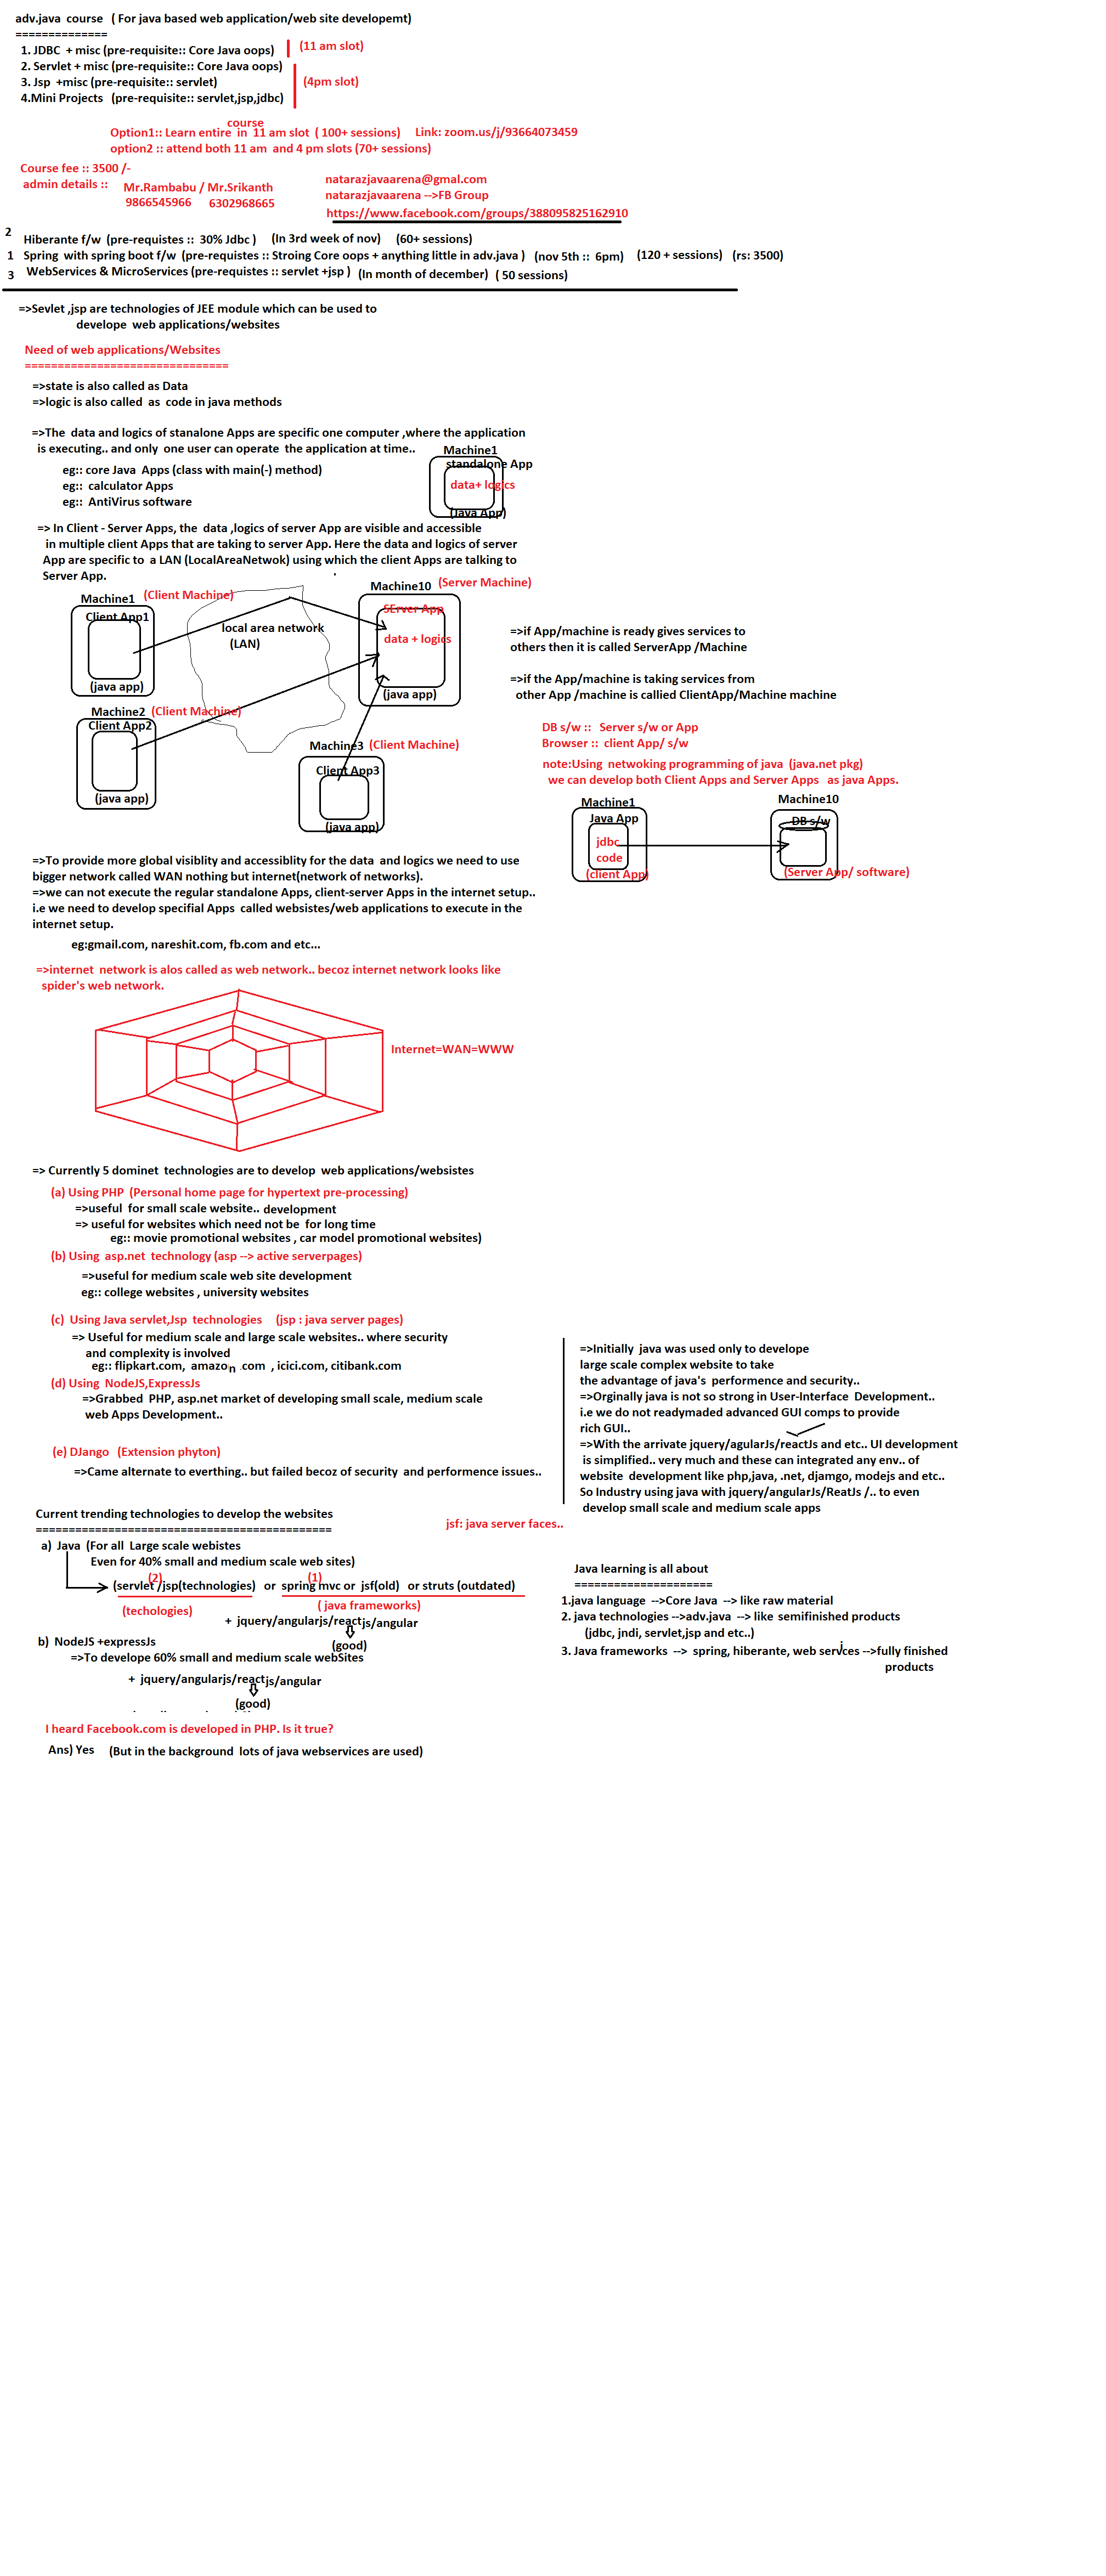 adv.java  course   ( For java based web application/web site developemt)
==============
1. JDBC  + misc (pre-requisite:: Core Java oops)
(11 am slot)
2. Servlet + misc (pre-requisite:: Core Java oops)
3. Jsp  +misc (pre-requisite:: servlet)
(4pm slot)
4.Mini Projects   (pre-requisite:: servlet,jsp,jdbc)
course
Option1:: Learn entire  in  11 am slot  ( 100+ sessions)     Link: zoom.us/j/93664073459
option2 :: attend both 11 am  and 4 pm slots (70+ sessions)
Course fee :: 3500 /-
admin details ::
Mr.Rambabu / Mr.Srikanth
9866545966     6302968665
natarazjavaarena@gmal.com
natarazjavaarena -->FB Group
https://www.facebook.com/groups/388095825162910
2
Hiberante f/w  (pre-requistes ::  30% Jdbc )     (In 3rd week of nov)     (60+ sessions)
1   Spring  with spring boot f/w  (pre-requistes :: Stroing Core oops + anything little in adv.java )   (nov 5th ::  6pm)    (120 + sessions)   (rs: 3500)
3    WebServices & MicroServices (pre-requistes :: servlet +jsp )  (In month of december)  ( 50 sessions)
=>Sevlet ,jsp are technologies of JEE module which can be used to
develope  web applications/websites
Need of web applications/Websites
===============================
=>state is also called as Data
=>logic is also called  as  code in java methods
=>The  data and logics of stanalone Apps are specific one computer ,where the application
is executing.. and only  one user can operate  the application at time..
eg:: core Java  Apps (class with main(-) method)
eg::  calculator Apps
eg::  AntiVirus software
Machine1
standalone App
data+ logics
(Java App)
=> In Client - Server Apps, the  data ,logics of server App are visible and accessible
in multiple client Apps that are taking to server App. Here the data and logics of server
App are specific to  a LAN (LocalAreaNetwok) using which the client Apps are talking to
Server App.
Machine1   (Client Machine)
Client App1
(java app)
local area network
(LAN)
Machine10   (Server Machine)
SErver App
data + logics
(java app)
Machine2  (Client Machine)
Client App2
(java app)
Machine3  (Client Machine)
Client App3
(java app)
=>if App/machine is ready gives services to
others then it is called ServerApp /Machine
=>if the App/machine is taking services from
other App /machine is callied ClientApp/Machine machine
DB s/w ::   Server s/w or App
Browser ::  client App/ s/w
note:Using  netwoking programing of java  (java.net pkg)
we can develop both Client Apps and Server Apps   as java Apps.
Machine1
Java App
jdbc
code
(client App)
Machine10
DB s/w
(Server App/ software)
=>To provide more global visiblity and accessiblity for the data  and logics we need to use
bigger network called WAN nothing but internet(network of networks).
=>we can not execute the regular standalone Apps, client-server Apps in the internet setup..
i.e we need to develop specifial Apps  called websistes/web applications to execute in the
internet setup.
eg:gmail.com, nareshit.com, fb.com and etc...
=>internet  network is alos called as web network.. becoz internet network looks like
spider's web network.
Internet=WAN=WWW
=> Currently 5 dominet  technologies are to develop  web applications/websistes
(a) Using PHP  (Personal home page for hypertext pre-processing)
=>useful  for small scale website.. development
=> useful for websites which need not be  for long time
eg:: movie promotional websites , car model promotional websites)
(b) Using  asp.net  technology (asp --> active serverpages)
=>useful for medium scale web site development
eg:: college websites , university websites
(c)  Using Java servlet,Jsp  technologies     (jsp : java server pages)
=> Useful for medium scale and large scale websites.. where security
and complexity is involved
eg:: flipkart.com,  amazon .com  , icici.com, citibank.com
(d) Using  NodeJS,ExpressJs
=>Grabbed  PHP, asp.net market of developing small scale, medium scale
web Apps Development..
(e) DJango   (Extension phyton)
=>Came alternate to everthing.. but failed becoz of security  and performence issues..
=>Initially  java was used only to develope
large scale complex website to take
the advantage of java's  performence and security..
=>Orginally java is not so strong in User-Interface  Development..
i.e we do not readymaded advanced GUI comps to provide
rich GUI..
=>With the arrivate jquery/agularJs/reactJs and etc.. UI development
is simplified.. very much and these can integrated any env.. of
website  development like php,java, .net, djamgo, modejs and etc..
So Industry using java with jquery/angularJs/ReatJs /.. to even
develop small scale and medium scale apps
Current trending technologies to develop the websites
=============================================
jsf: java server faces..
a)  Java  (For all  Large scale webistes
Even for 40% small and medium scale web sites)
(2)
(1)
(servlet /jsp(technologies)   or  spring mvc or  jsf(old)   or struts (outdated)
(techologies)
( java frameworks)
+  jquery/angularjs/react js/angular
(good)
b)  NodeJS +expressJs
=>To develope 60% small and medium scale webSites
+  jquery/angularjs/react js/angular
(good)
Java learning is all about
=====================
1.java language  -->Core Java  --> like raw material
2. java technologies -->adv.java  --> like  semifinished products
(jdbc, jndi, servlet,jsp and etc..)
i
3. Java frameworks  -->  spring, hiberante, web servces -->fully finished
products
I heard Facebook.com is developed in PHP. Is it true?
Ans) Yes     (But in the background  lots of java webservices are used)